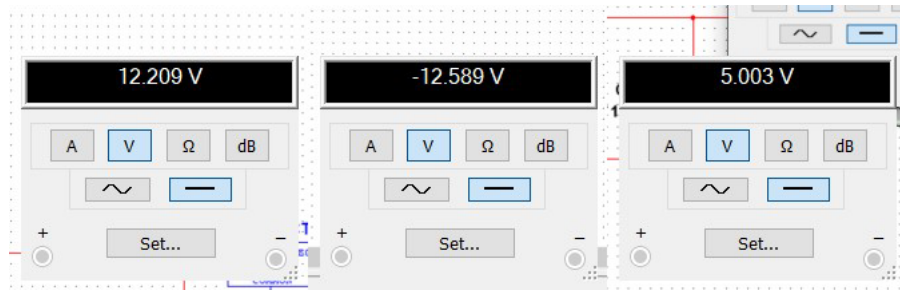 12.209 V
-12.589 V
5.003 V
A V Ω dB
A V Ω dB
A V Ω dB
+ Set... −
+ Set... −
+ Set... −